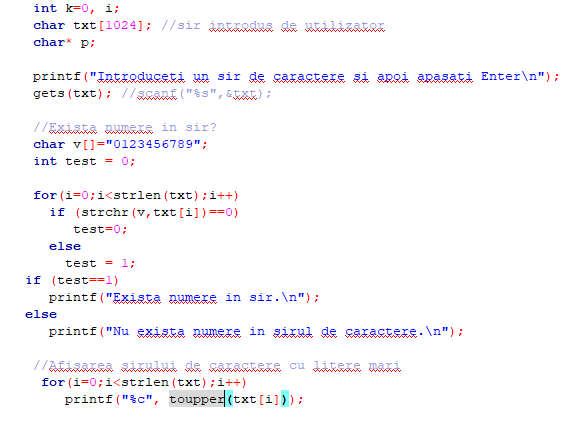 int k=0, i;
char txt[1024]; //sir introdus de utilizator
char* p;
printf("Introduceti un sir de caractere si apoi apasati Enter\n");
gets(txt); //scanf("%s",&txt);
//Exista numere in sir?
char v[]="0123456789";
int test = 0;
for(i=0;i<strlen(txt);i++)
if (strchr(v,txt[i])==0)
test=0;
else
test = 1;
if (test==1)
printf("Exista numere in sir.\n");
else
printf("Nu exista numere in sirul de caractere.\n");
//Afisarea sirului de caractere cu litere mari
for(i=0;i<strlen(txt);i++)
printf("%c", toupper(txt[i]));